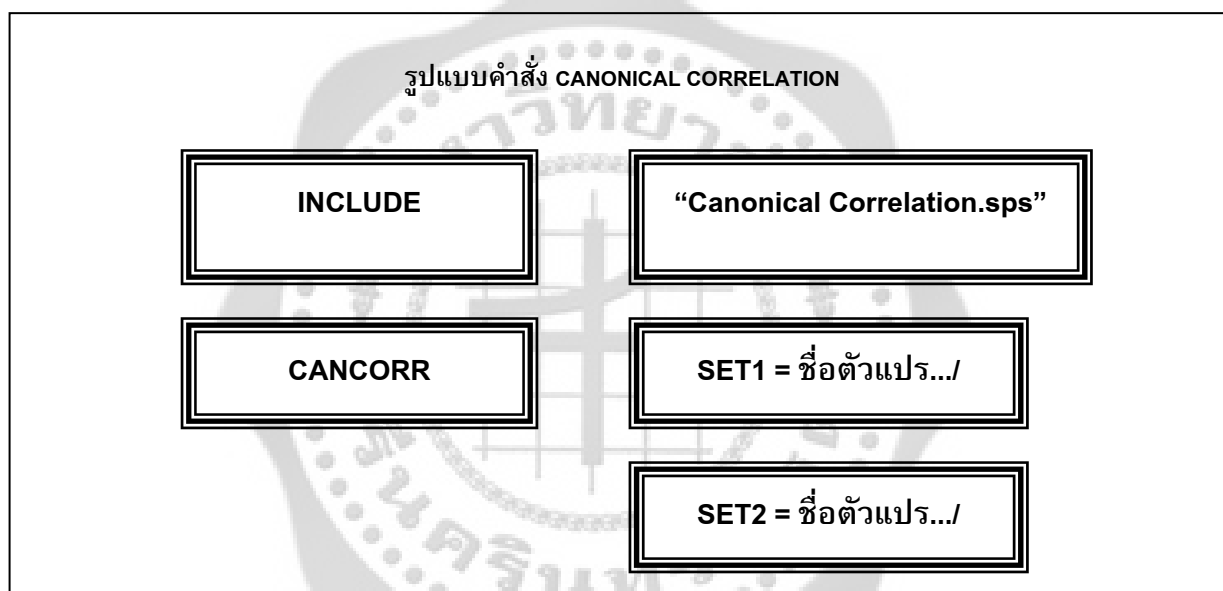 รูปแบบคำสั่ง CANONICAL CORRELATION
INCLUDE
“Canonical Correlation.sps”
CANCORR
SET1 = ชื่อตัวแปร.../
SET2 = ชื่อตัวแปร.../